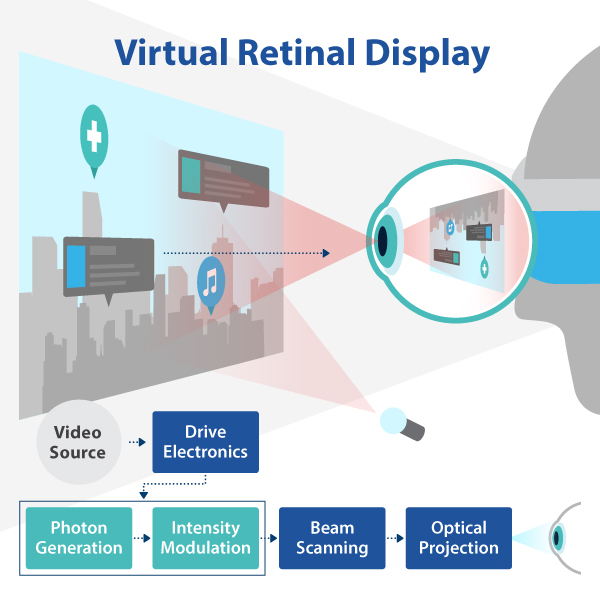 Virtual Retinal Display
Video
Source
Drive
Electronics
Photon
Generation
Intensity
Modulation
Beam
Scanning
Optical
Projection